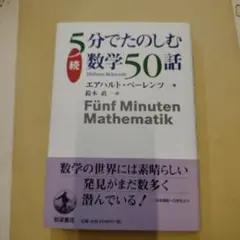 続
5分でたのしむ
数学50話
エアハルト・ベーレンツ 著
鈴木 直 訳
Fünf Minuten
Mathematik
数学の世界には素晴らしい
発見がまだ数多く
潜んでいる！
岩波書店